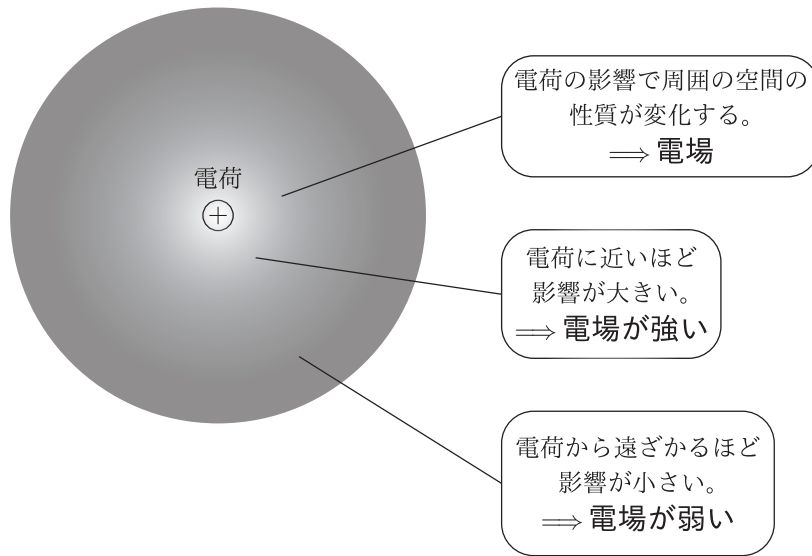 電荷
+
電荷の影響で周囲の空間の
性質が変化する。
⟹ 電場
電荷に近いほど
影響が大きい。
⟹ 電場が強い
電荷から遠ざかるほど
影響が小さい。
⟹ 電場が弱い